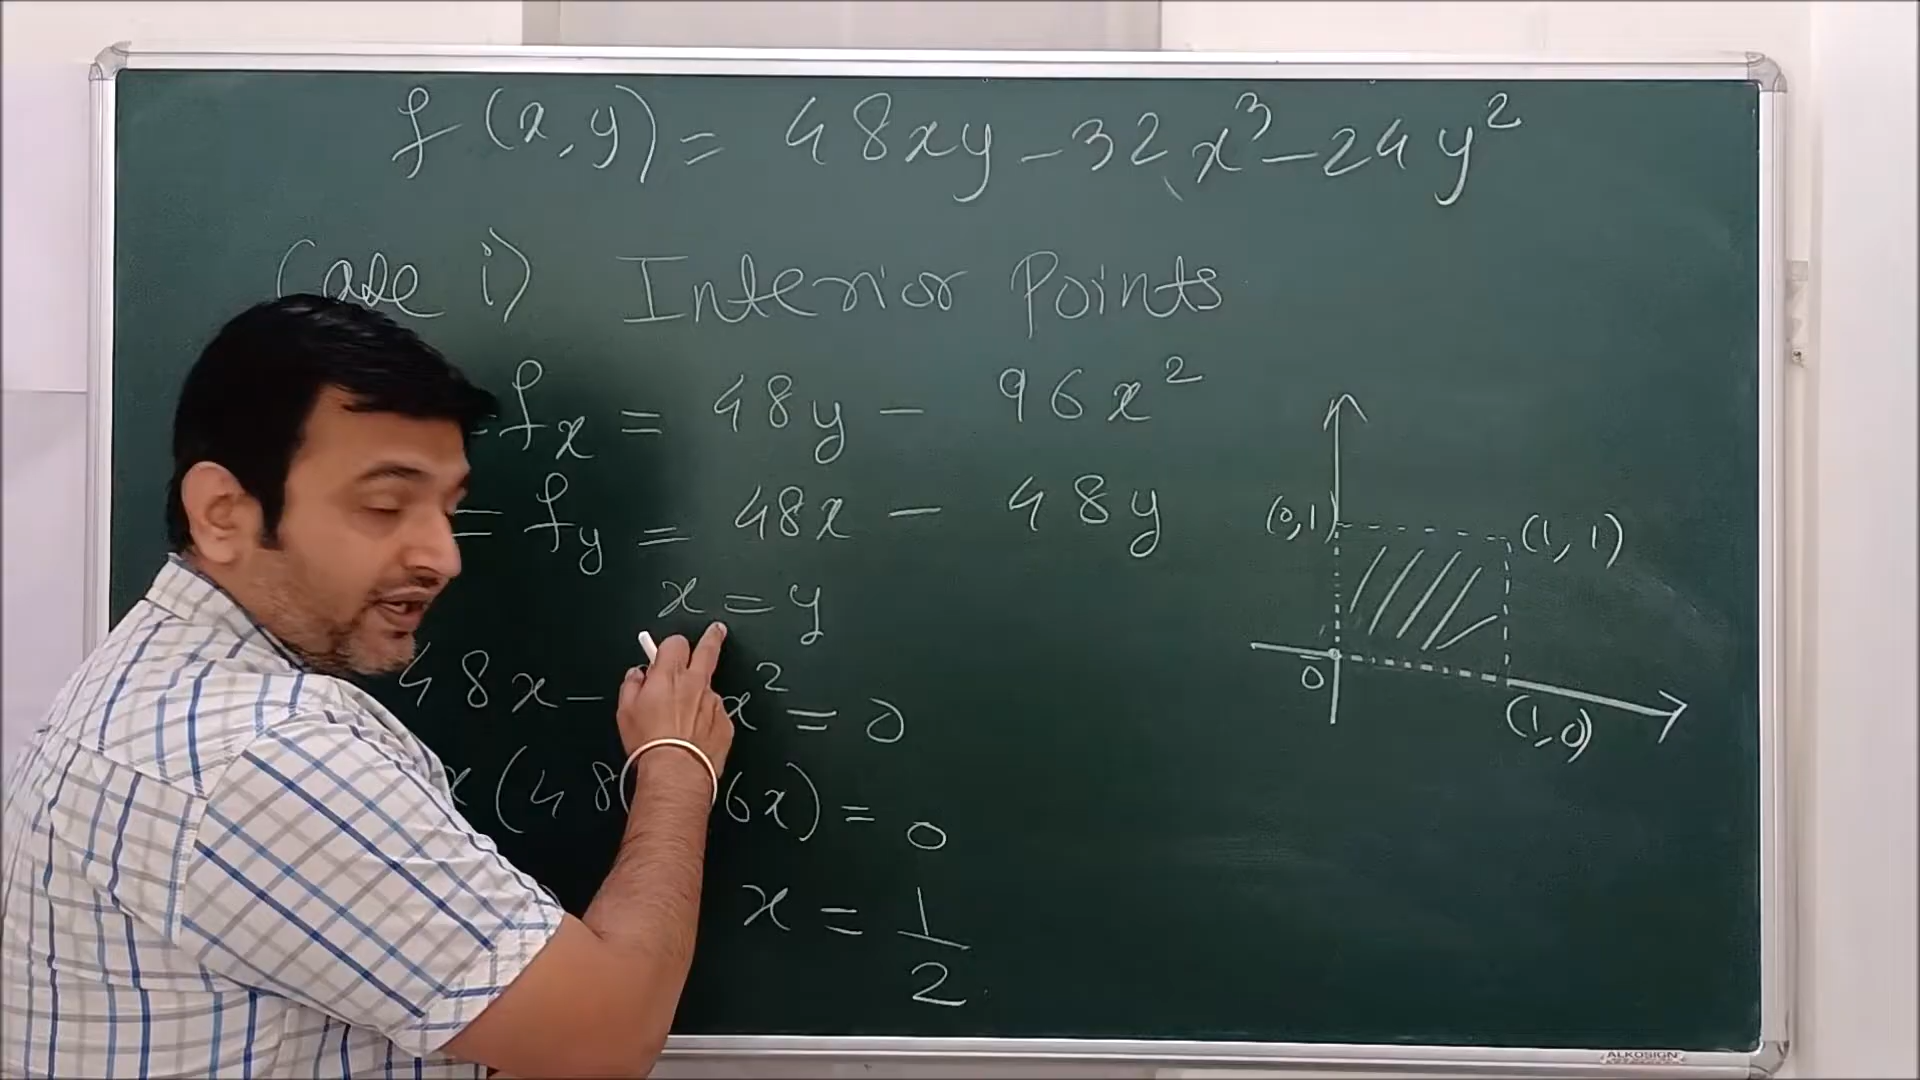 f(x,y) = 48xy - 32x³ - 24y²
Case i) Interior Points
= fx = 48y - 96x²
= fy = 48x - 48y
x = y
48x - x² = 0
x(48 6x) = 0
x = 1/2
(0,1)
(1, 1)
0
(1,0)
ALKOSIGN